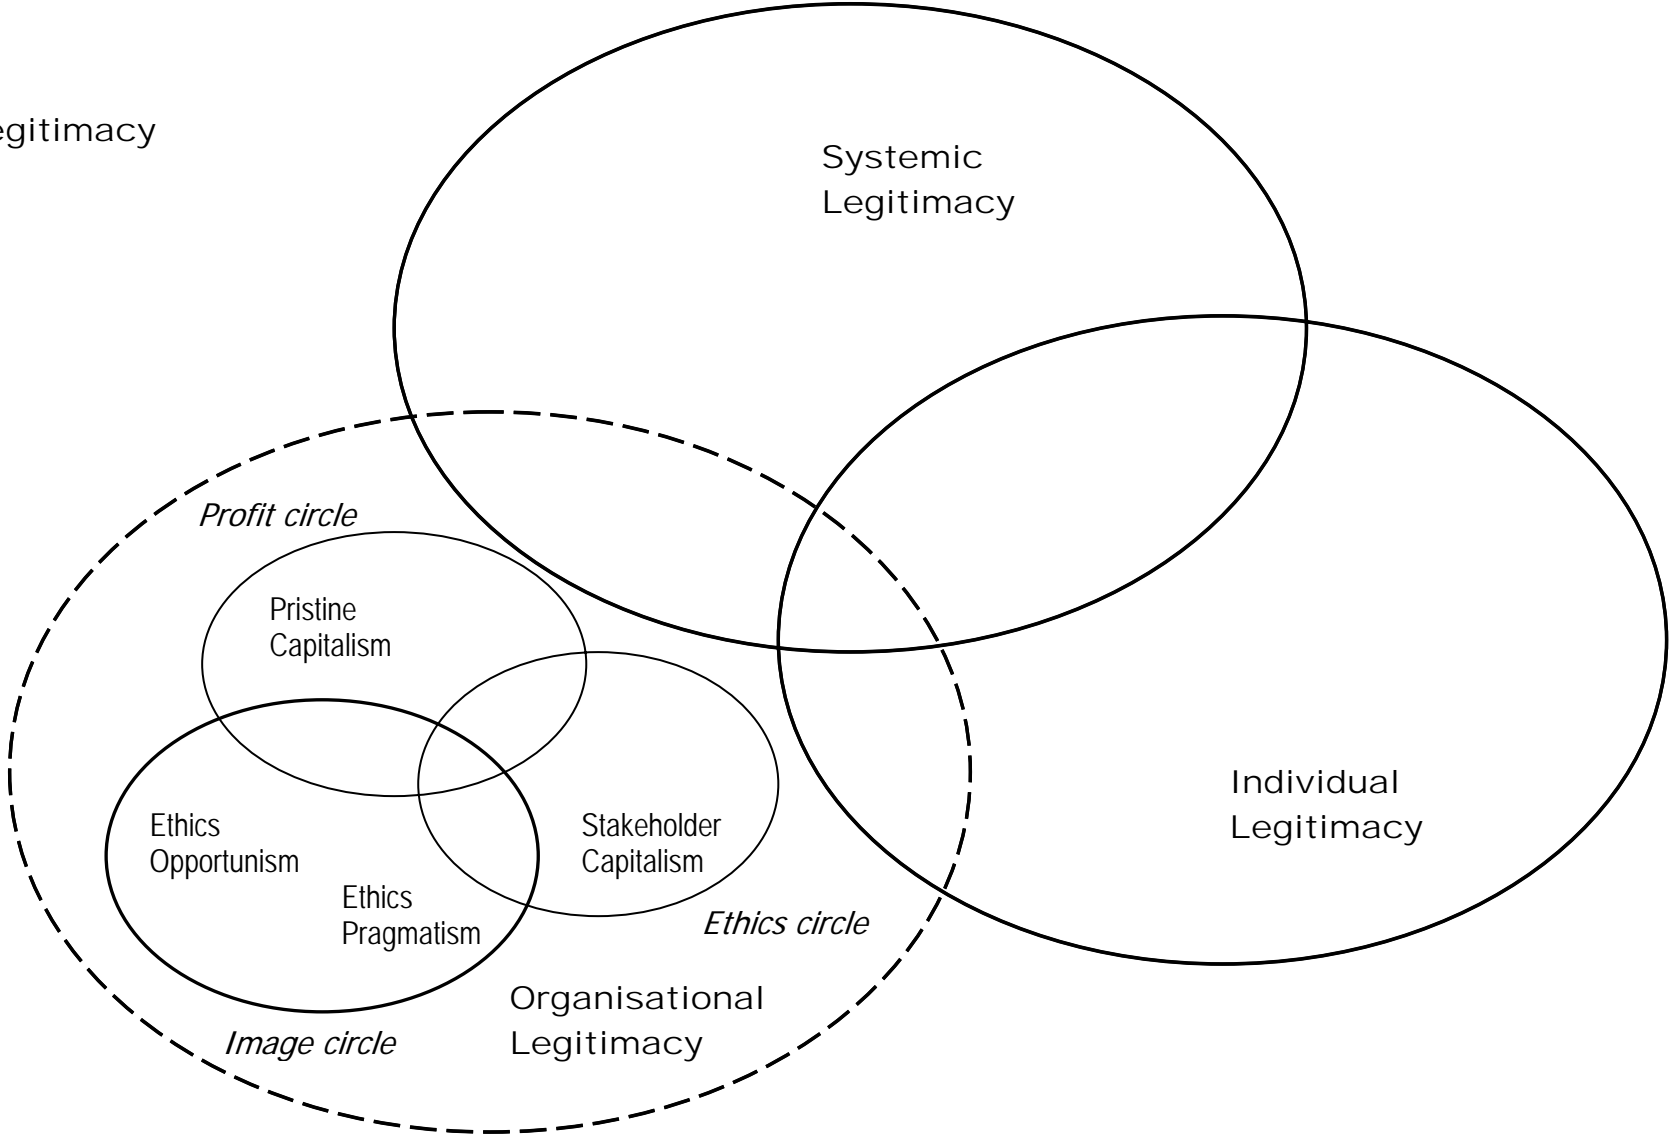 egitimacy
Systemic
Legitimacy
Profit circle
Pristine
Capitalism
Individual
Legitimacy
Ethics
Opportunism
Stakeholder
Capitalism
Ethics
Pragmatism
Ethics circle
Organisational
Legitimacy
Image circle